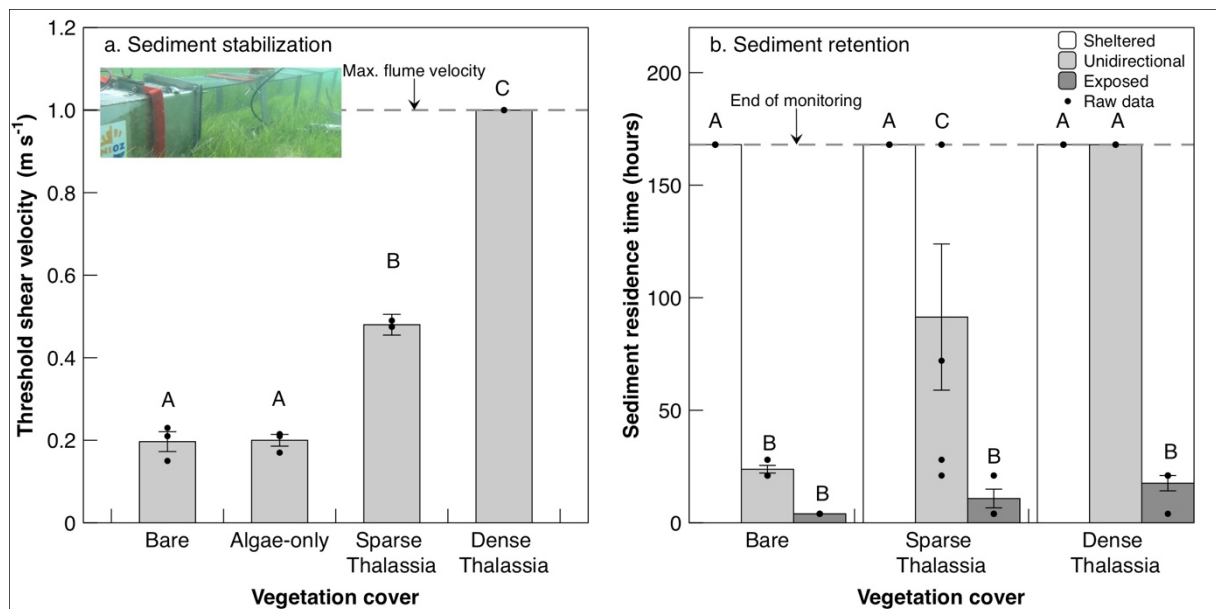 a. Sediment stabilization
Max. flume velocity
Threshold shear velocity (m s⁻¹)
1.2
1.0
0.8
0.6
0.4
0.2
0
A
A
B
C
Bare
Algae-only
Sparse
Thalassia
Dense
Thalassia
Vegetation cover
b. Sediment retention
Sheltered
Unidirectional
Exposed
Raw data
End of monitoring
Sediment residence time (hours)
200
150
100
50
0
A
B
B
A
C
B
A
A
B
Bare
Sparse
Thalassia
Dense
Thalassia
Vegetation cover